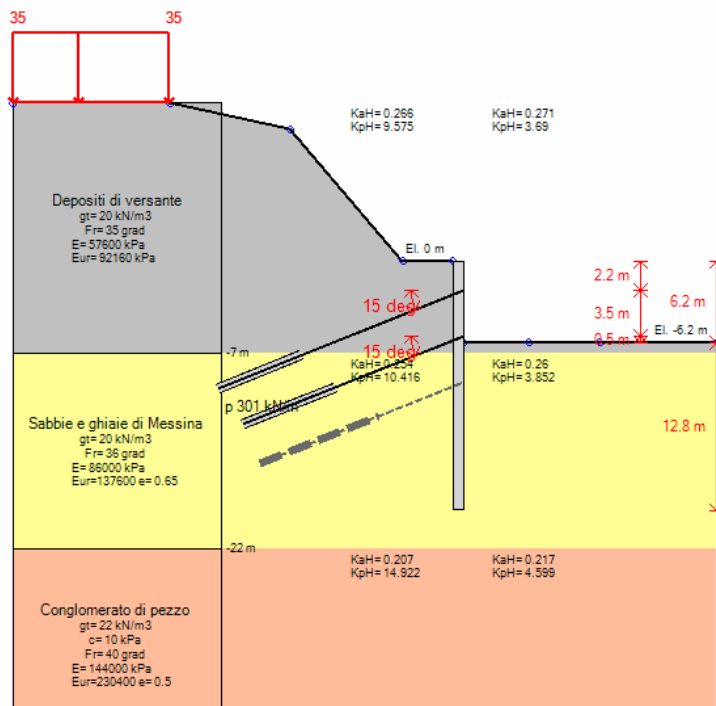 35
35
KaH= 0.266
KpH= 9.575
KaH= 0.271
KpH= 3.69
Depositi di versante
gt= 20 kN/m3
Fr= 35 grad
E= 57600 kPa
Eur= 92160 kPa
El. 0 m
2.2 m
6.2 m
15 deg
3.5 m
El. -6.2 m
0.5 m
15 deg
-7 m
KaH= 0.254
KpH= 10.416
KaH= 0.26
KpH= 3.852
p 301 kN/m
12.8 m
Sabbie e ghiaie di Messina
gt= 20 kN/m3
Fr= 36 grad
E= 86000 kPa
Eur=137600 e= 0.65
-22 m
KaH= 0.207
KpH= 14.922
KaH= 0.217
KpH= 4.599
Conglomerato di pezzo
gt= 22 kN/m3
c= 10 kPa
Fr= 40 grad
E= 144000 kPa
Eur=230400 e= 0.5